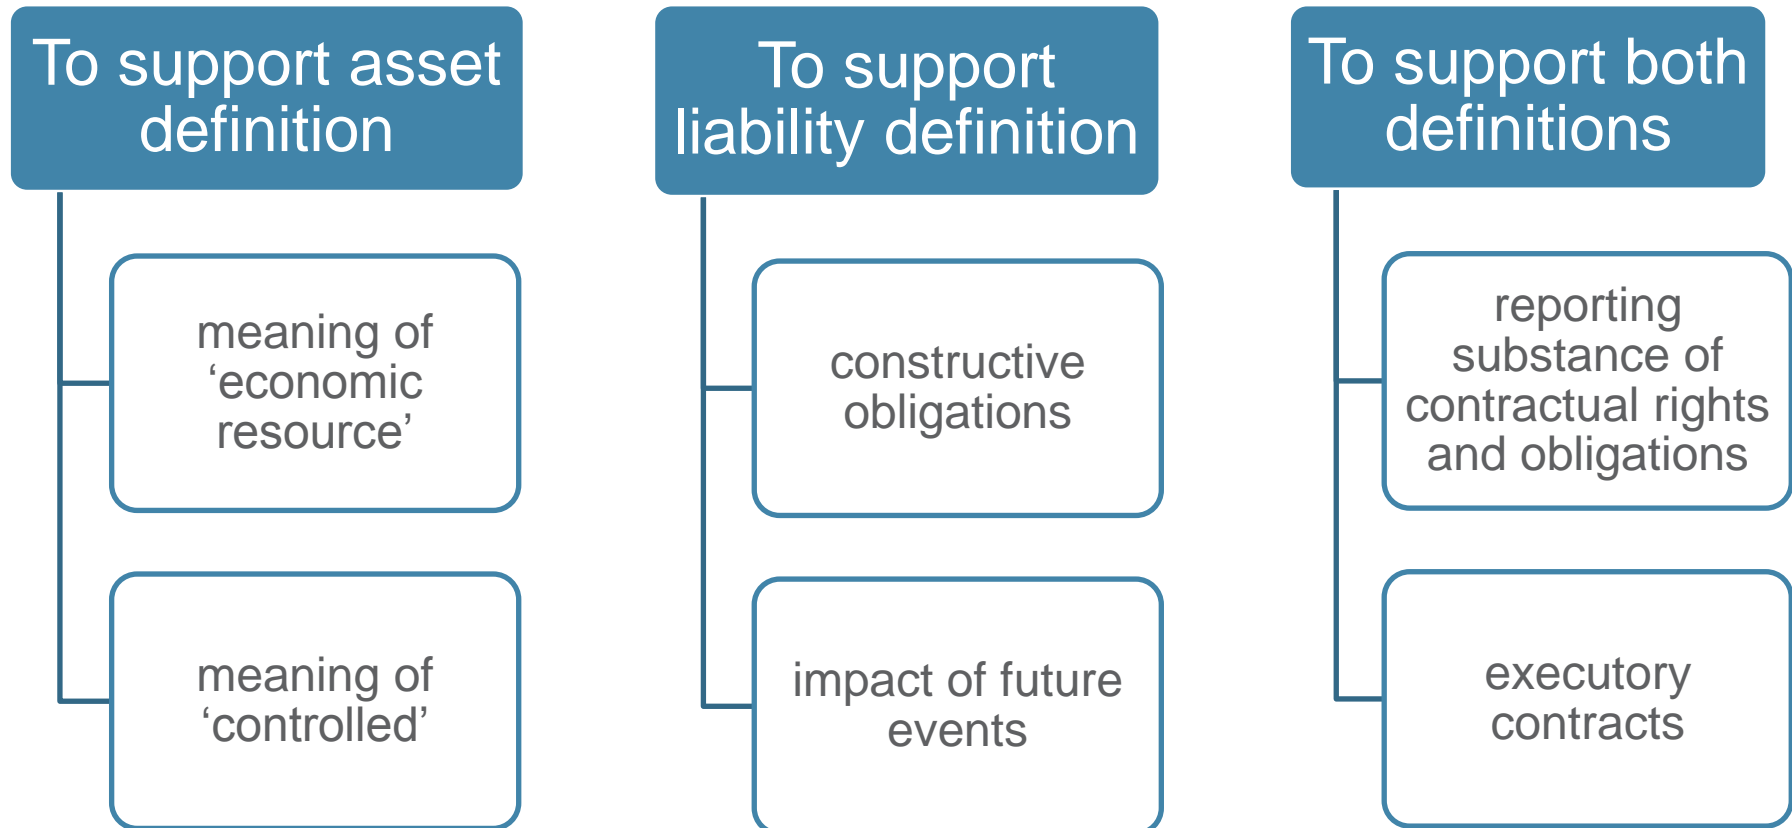 To support asset
definition
meaning of
‘economic
resource’
meaning of
‘controlled’
To support
liability definition
constructive
obligations
impact of future
events
To support both
definitions
reporting
substance of
contractual rights
and obligations
executory
contracts